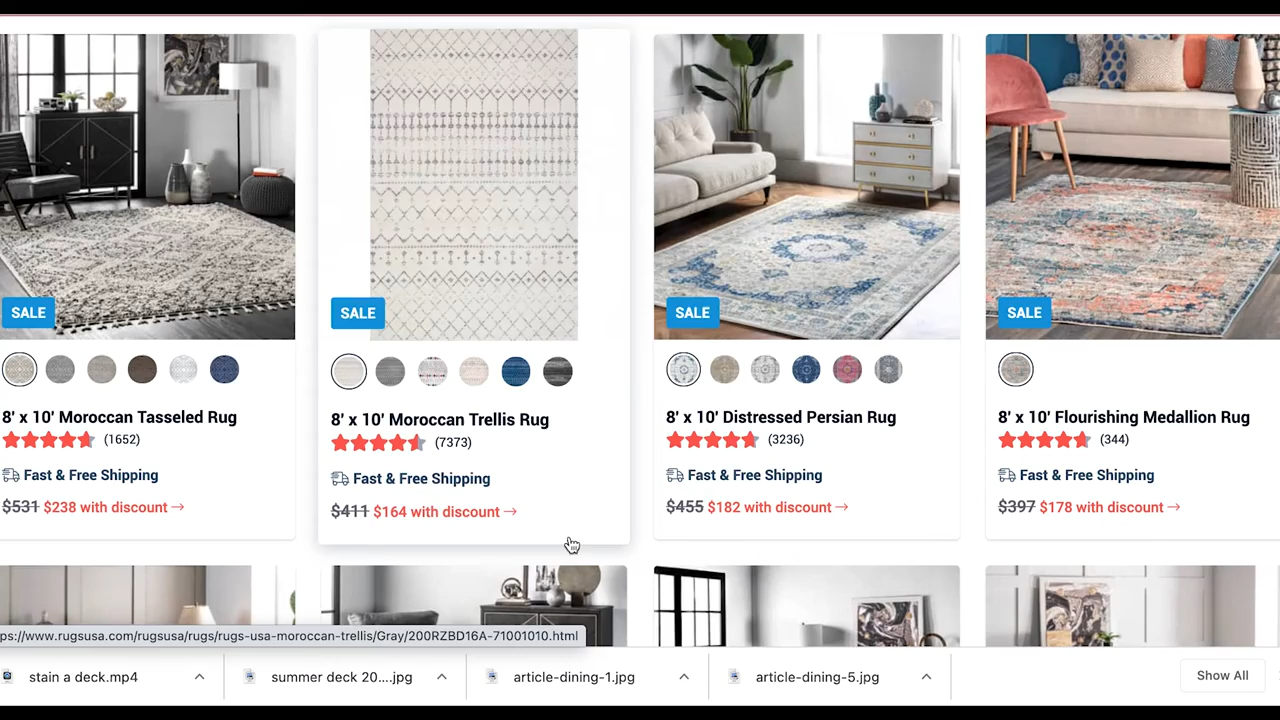 SALE
8' x 10' Moroccan Tasseled Rug
(1652)
Fast & Free Shipping
$531 $238 with discount →
SALE
8' x 10' Moroccan Trellis Rug
(7373)
Fast & Free Shipping
$411 $164 with discount →
SALE
8' x 10' Distressed Persian Rug
(3236)
Fast & Free Shipping
$455 $182 with discount →
SALE
8' x 10' Flourishing Medallion Rug
(344)
Fast & Free Shipping
$397 $178 with discount →
ps://www.rugsusa.com/rugsusa/rugs/rugs-usa-moroccan-trellis/Gray/200RZBD16A-71001010.html
stain a deck.mp4
summer deck 20....jpg
article-dining-1.jpg
article-dining-5.jpg
Show All